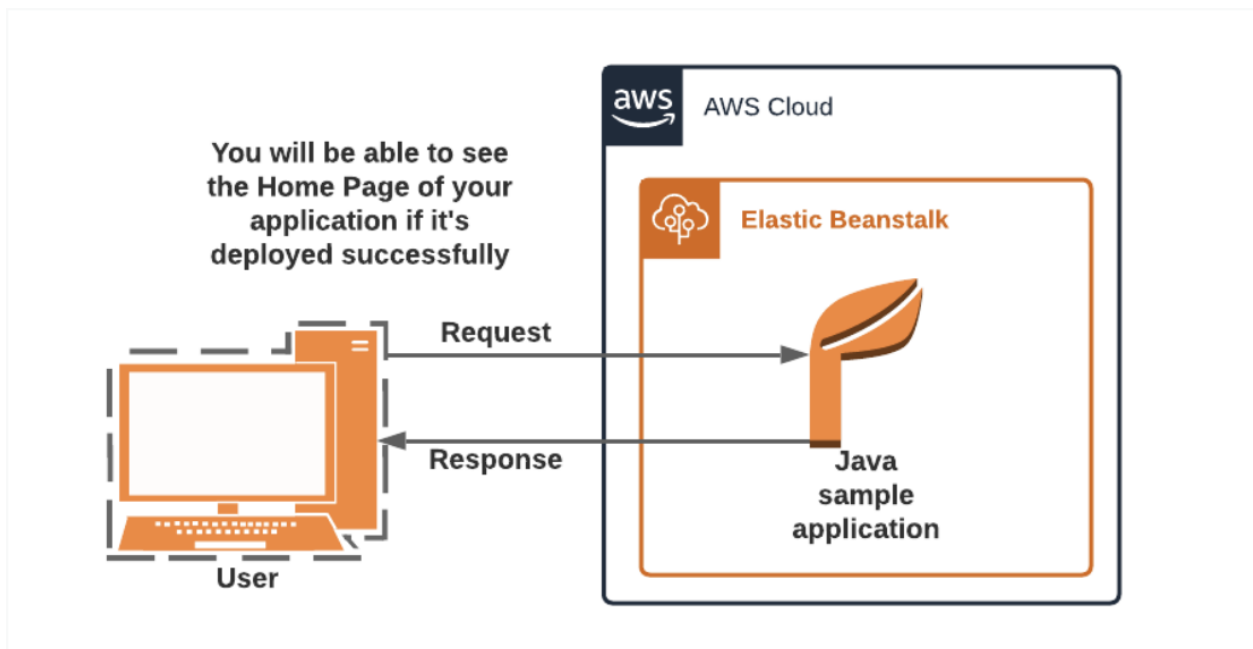 aws
AWS Cloud
You will be able to see
the Home Page of your
application if it's
deployed successfully
Elastic Beanstalk
Request
Response
Java
sample
application
User